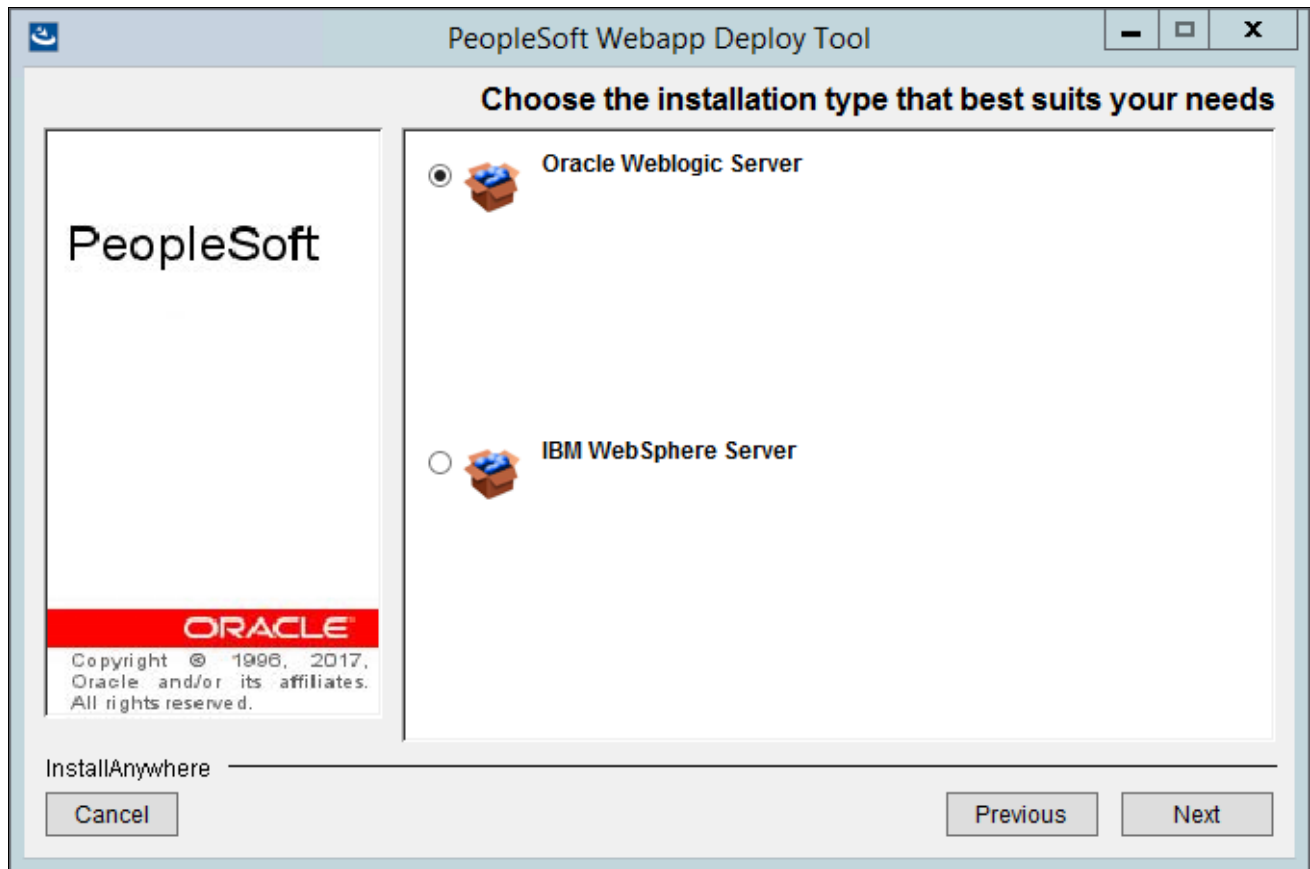 PeopleSoft Webapp Deploy Tool
Choose the installation type that best suits your needs
PeopleSoft
ORACLE
Copyright © 1996, 2017,
Oracle and/or its affiliates.
All rights reserved.
Oracle Weblogic Server
IBM WebSphere Server
InstallAnywhere
Cancel
Previous
Next